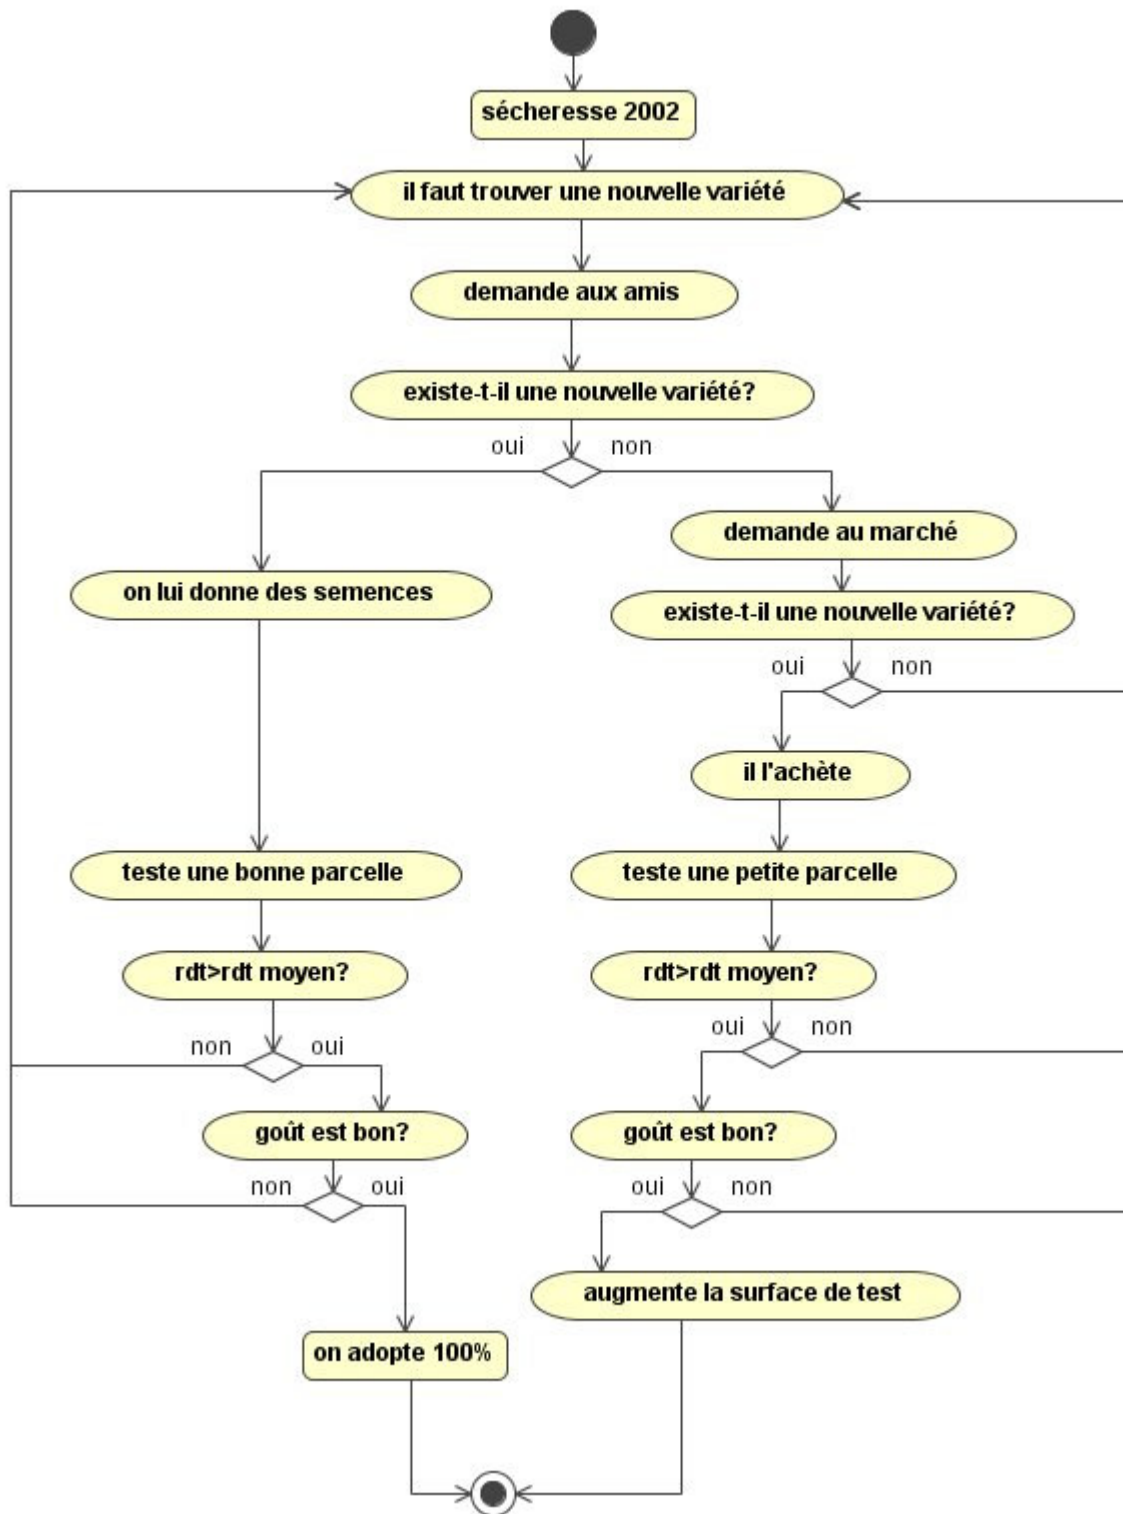 sécheresse 2002
il faut trouver une nouvelle variété
demande aux amis
existe-t-il une nouvelle variété?
oui
non
demande au marché
on lui donne des semences
existe-t-il une nouvelle variété?
oui
non
il l'achète
teste une bonne parcelle
teste une petite parcelle
rdt>rdt moyen?
rdt>rdt moyen?
oui
non
non
oui
goût est bon?
goût est bon?
non
oui
oui
non
augmente la surface de test
on adopte 100%